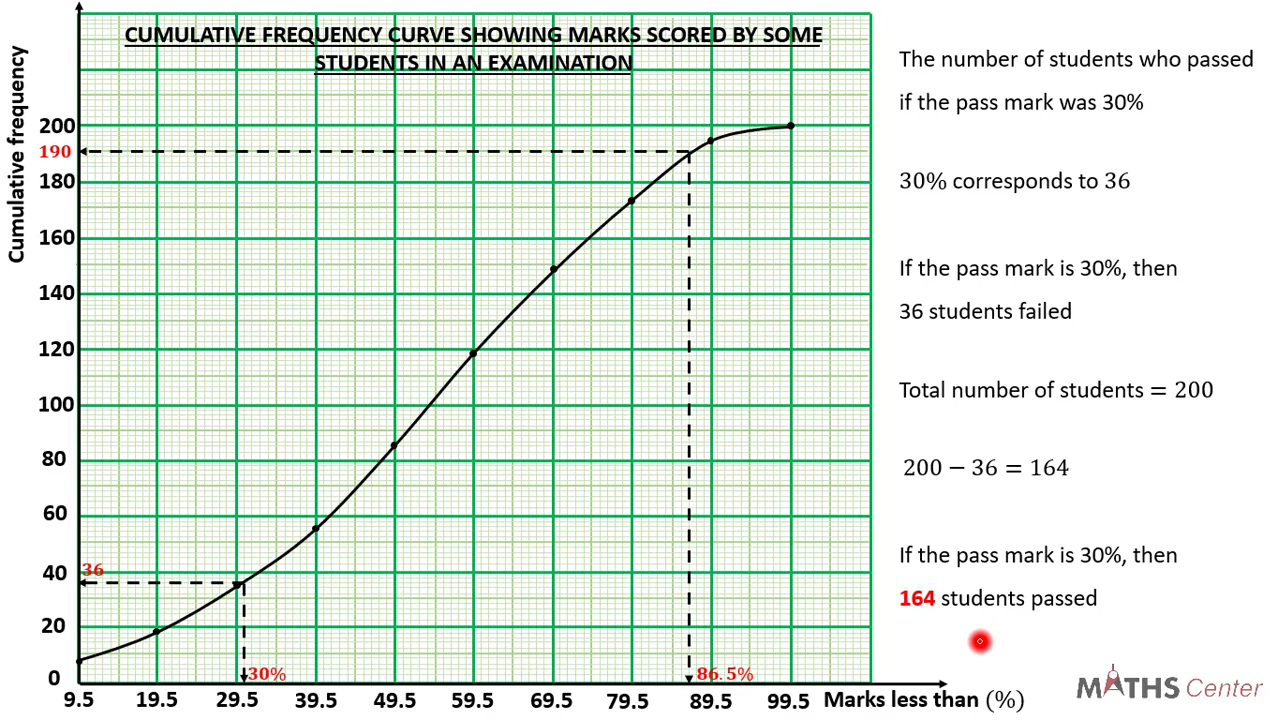 CUMULATIVE FREQUENCY CURVE SHOWING MARKS SCORED BY SOME
STUDENTS IN AN EXAMINATION
Cumulative frequency
200
190
180
160
140
120
100
80
60
40
36
20
0
30%
86.5%
9.5 19.5 29.5 39.5 49.5 59.5 69.5 79.5 89.5 99.5 Marks less than (%)
The number of students who passed
if the pass mark was 30%
30% corresponds to 36
If the pass mark is 30%, then
36 students failed
Total number of students = 200
200 − 36 = 164
If the pass mark is 30%, then
164 students passed
MATHS Center